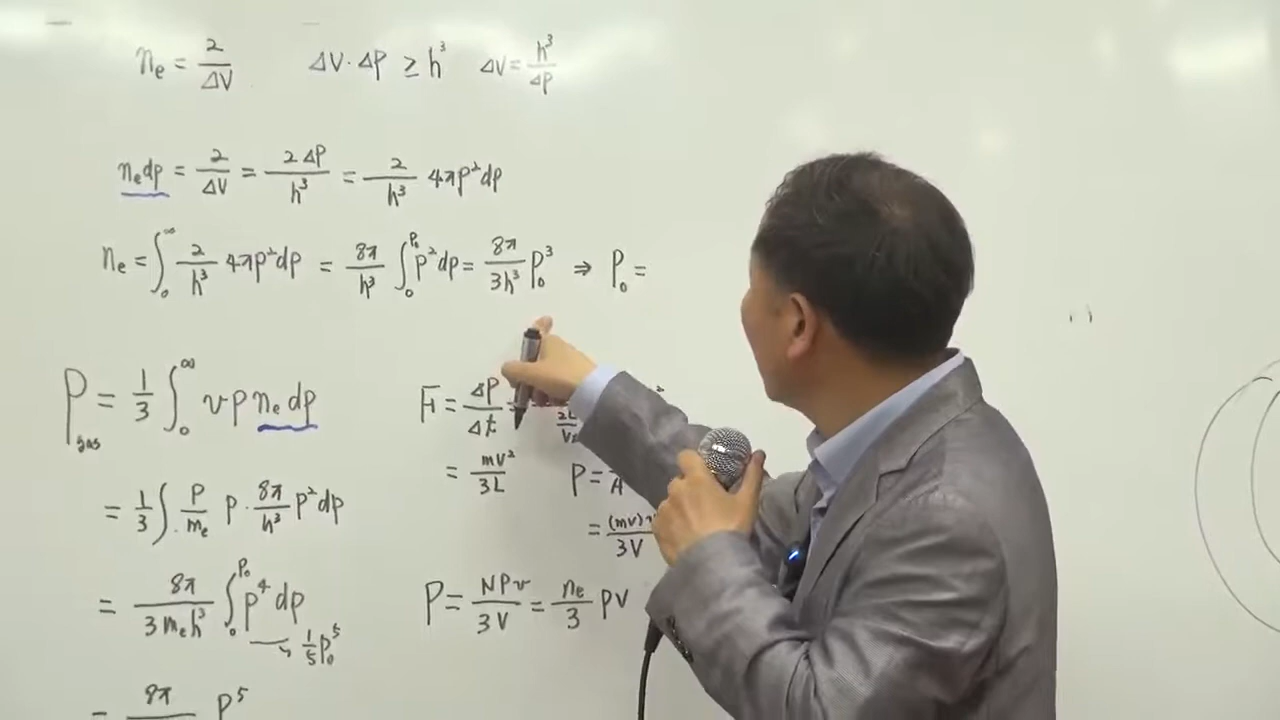 nₑ = 2/ΔV   ΔV·ΔP ≥ h³   ΔV = h³/ΔP
nₑdp = 2/ΔV = 2ΔP/h³ = 2/h³ 4πp²dp
nₑ = ∫₀^∞ 2/h³ 4πp²dp = 8π/h³ ∫₀^P₀ p²dp = 8π/3h³ P₀³ ⇒ P₀ =
P_gas = 1/3 ∫₀^∞ v p nₑ dp
= 1/3 ∫ P/mₑ p · 8π/h³ p²dp
= 8π/3mₑh³ ∫₀^P₀ p⁴ dp → 1/5 P₀⁵
= 8π P⁵
F = ΔP/Δt
= mv²/3L   P =
= (mv)/3V
P = NPv/3V = nₑ/3 pv